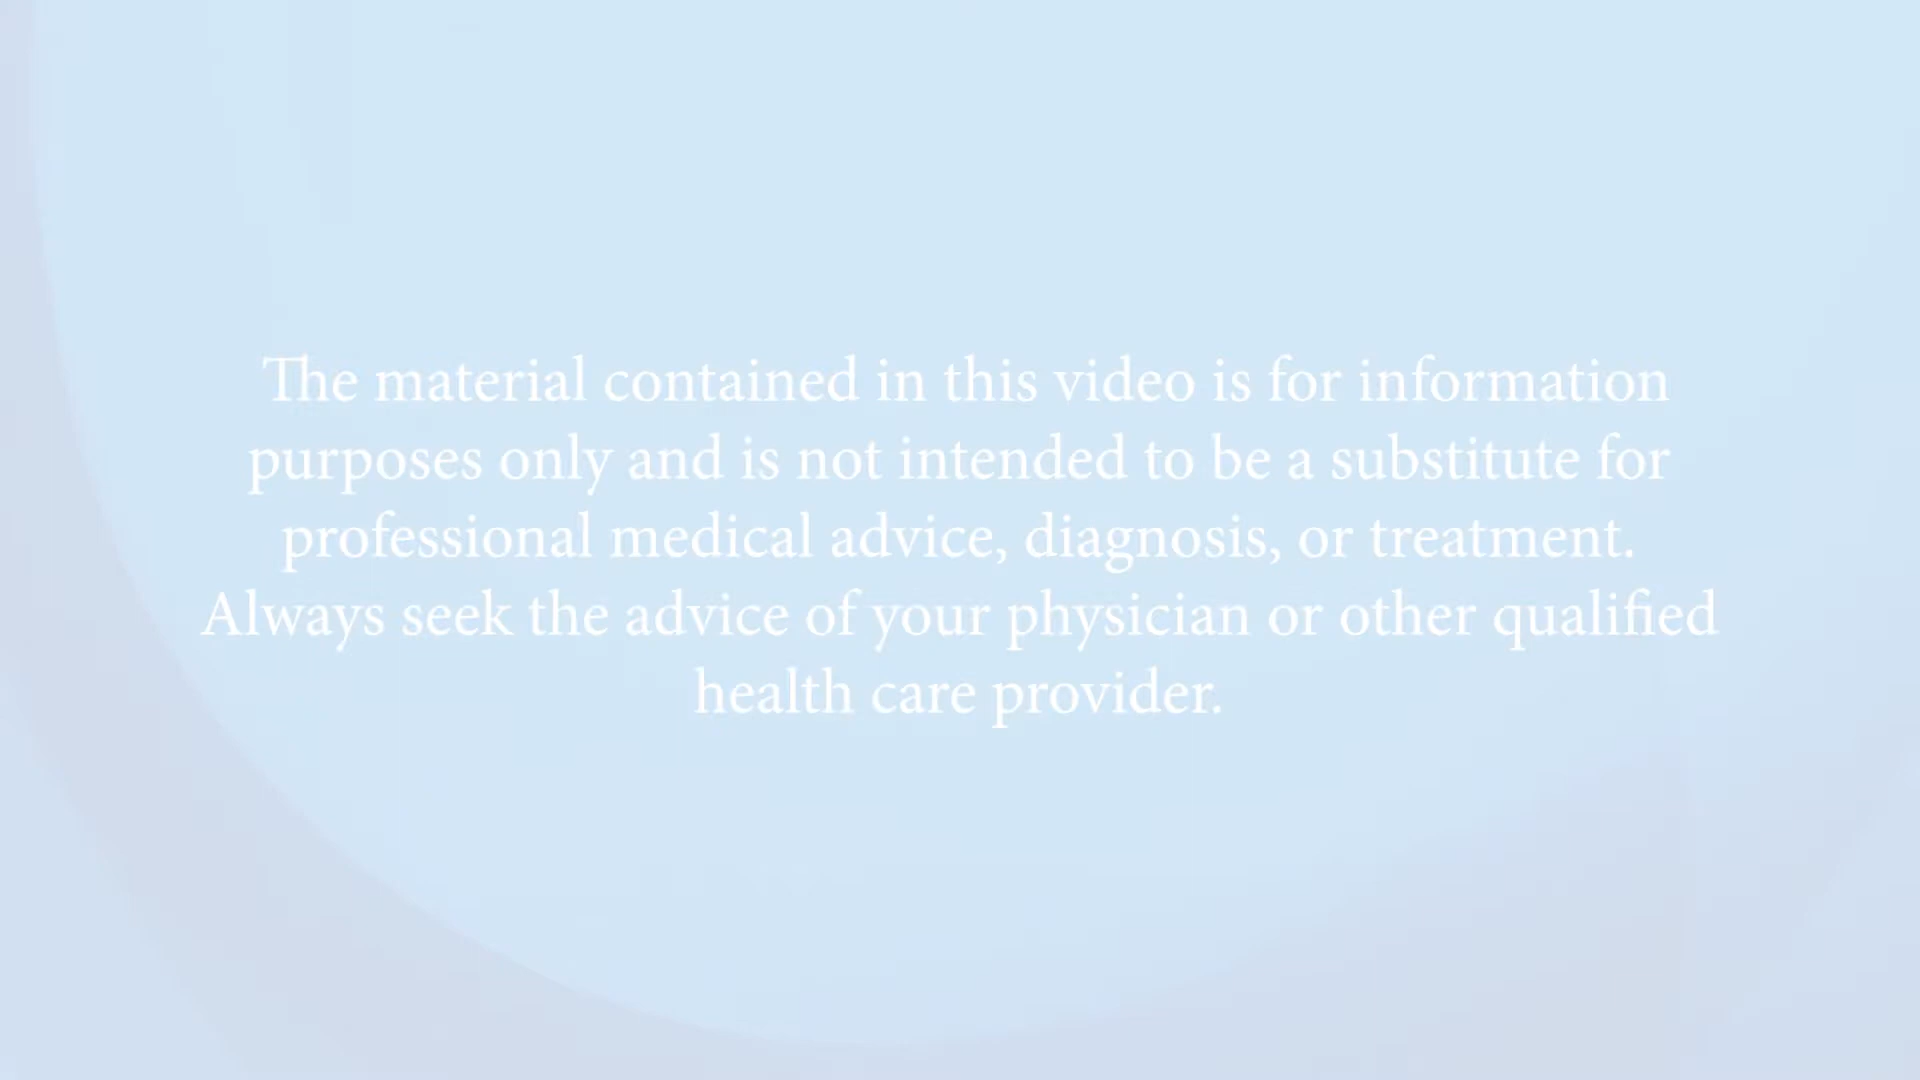 The material contained in this video is for information
purposes only and is not intended to be a substitute for
professional medical advice, diagnosis, or treatment.
Always seek the advice of your physician or other qualified
health care provider.